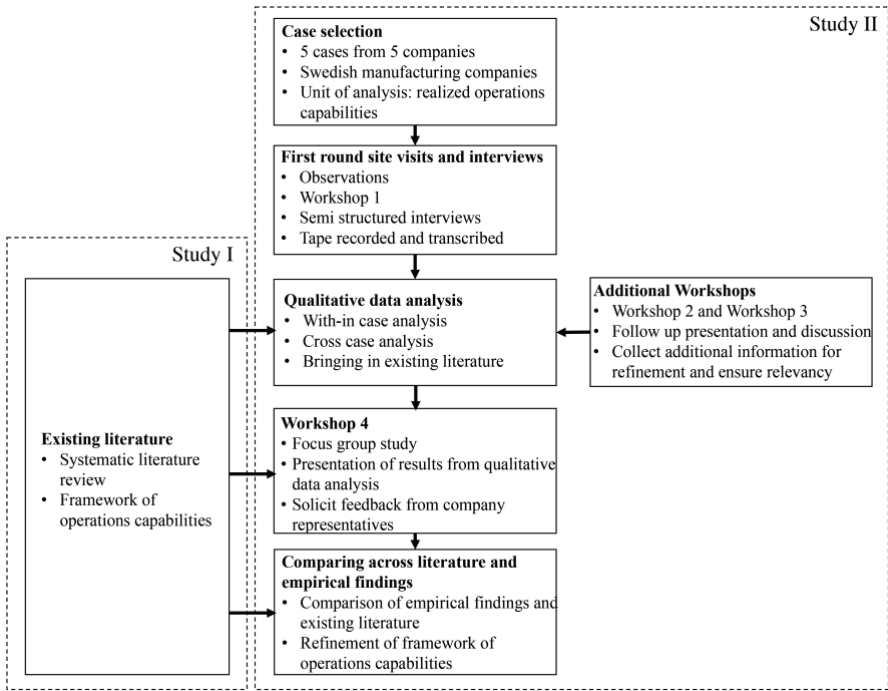 Study II
Case selection
• 5 cases from 5 companies
• Swedish manufacturing companies
• Unit of analysis: realized operations
capabilities
First round site visits and interviews
• Observations
• Workshop 1
• Semi structured interviews
• Tape recorded and transcribed
Study I
Qualitative data analysis
• With-in case analysis
• Cross case analysis
• Bringing in existing literature
Additional Workshops
• Workshop 2 and Workshop 3
• Follow up presentation and discussion
• Collect additional information for
refinement and ensure relevancy
Existing literature
• Systematic literature
review
• Framework of
operations capabilities
Workshop 4
• Focus group study
• Presentation of results from qualitative
data analysis
• Solicit feedback from company
representatives
Comparing across literature and
empirical findings
• Comparison of empirical findings and
existing literature
• Refinement of framework of
operations capabilities